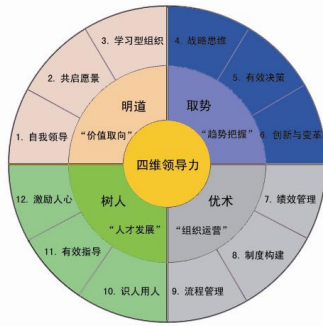 3. 学习型组织
4. 战略思维
2. 共启愿景
5. 有效决策
明道
取势
1. 自我领导
“价值取向”
“趋势把握”
6. 创新与变革
四维领导力
12. 激励人心
树人
优术
7. 绩效管理
“人才发展”
“组织运营”
11. 有效指导
8. 制度构建
10. 识人用人
9. 流程管理